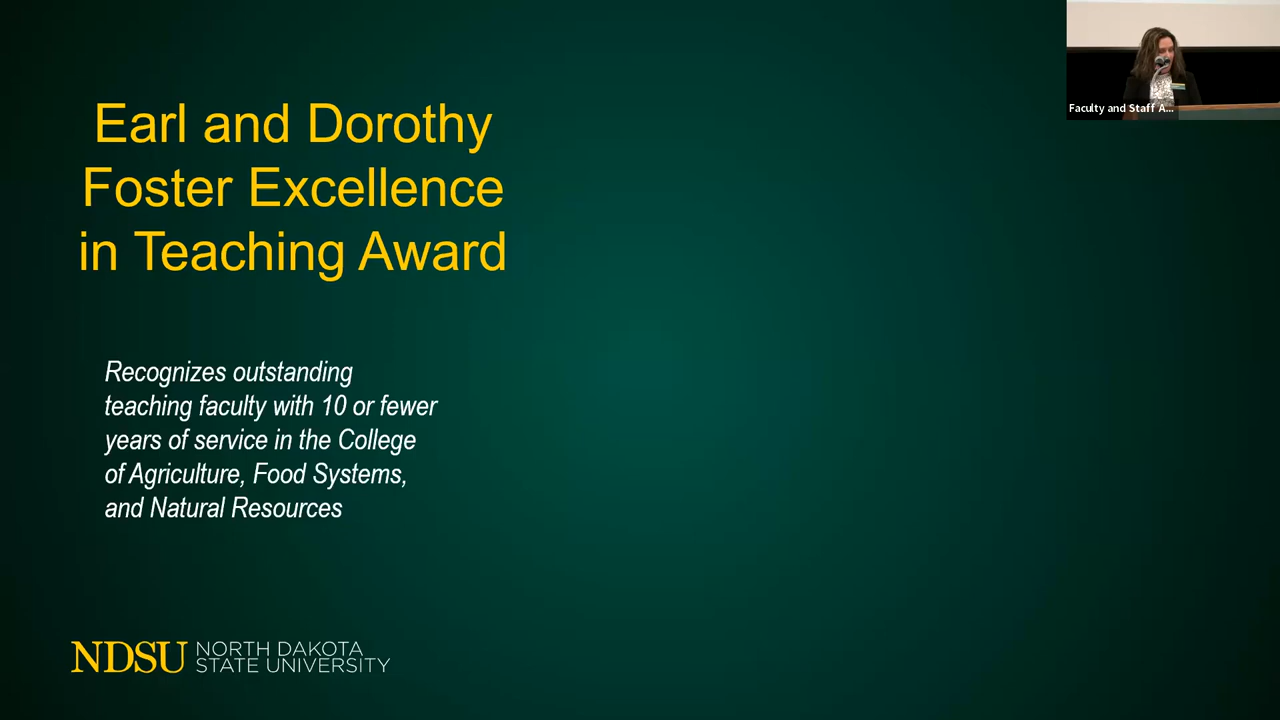 Earl and Dorothy
Foster Excellence
in Teaching Award
Recognizes outstanding
teaching faculty with 10 or fewer
years of service in the College
of Agriculture, Food Systems,
and Natural Resources
NDSU NORTH DAKOTA
STATE UNIVERSITY
Faculty and Staff A...